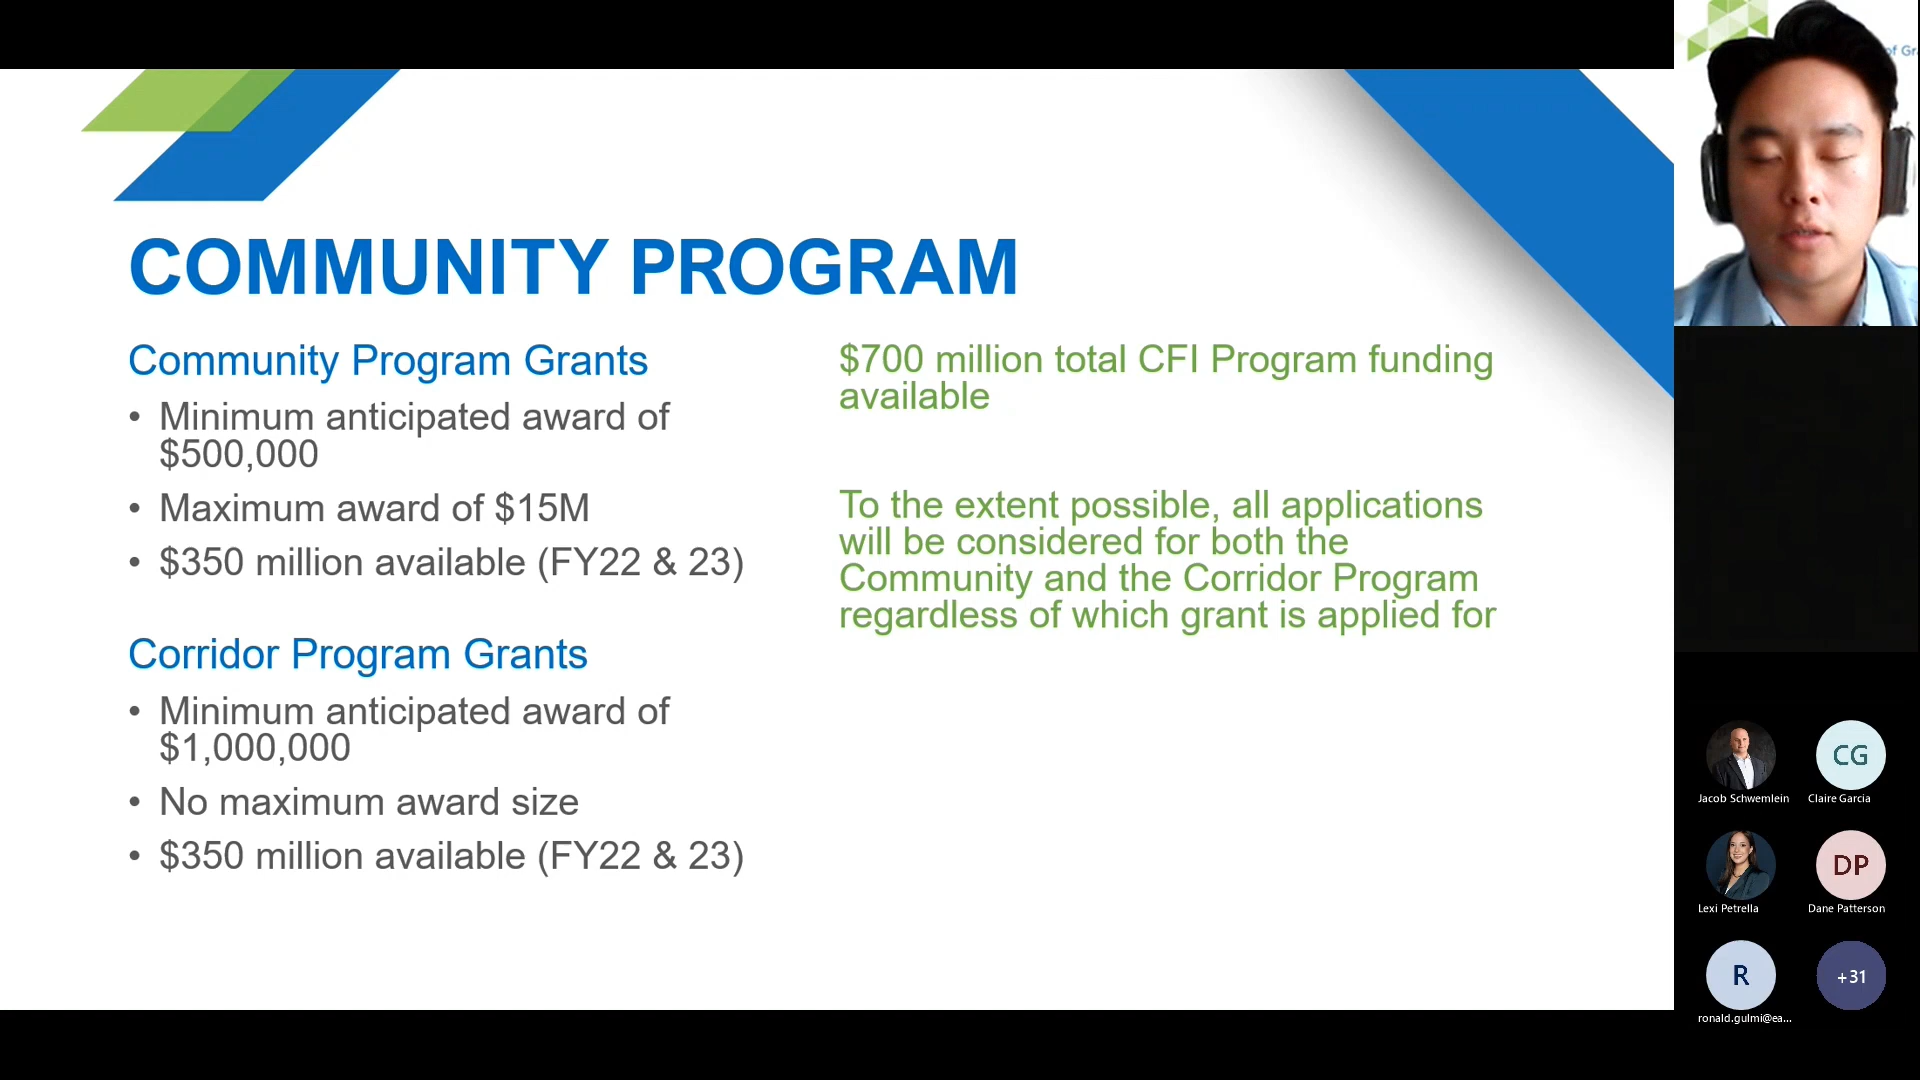 COMMUNITY PROGRAM
Community Program Grants
• Minimum anticipated award of
$500,000
• Maximum award of $15M
• $350 million available (FY22 & 23)
Corridor Program Grants
• Minimum anticipated award of
$1,000,000
• No maximum award size
• $350 million available (FY22 & 23)
$700 million total CFI Program funding
available
To the extent possible, all applications
will be considered for both the
Community and the Corridor Program
regardless of which grant is applied for
of Gr
CG
Jacob Schwemlein
Claire Garcia
DP
Lexi Petrella
Dane Patterson
R
+31
ronald.gulmi@ea...